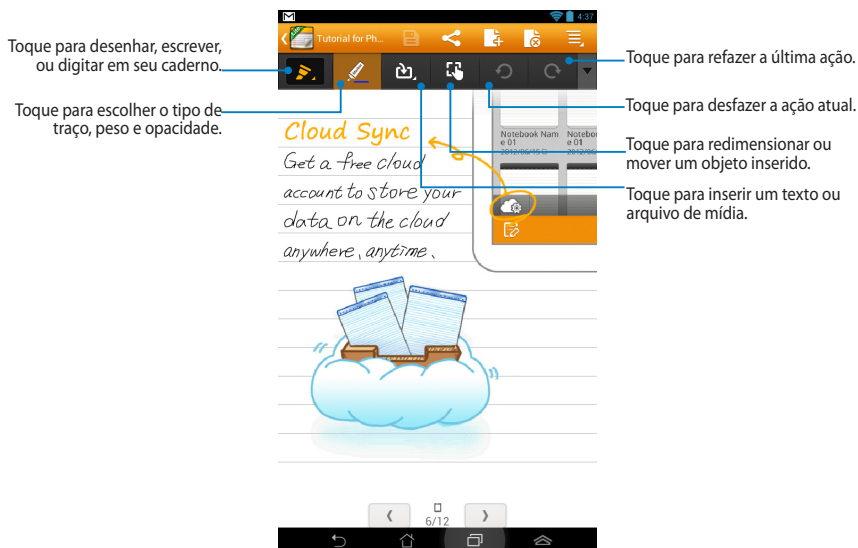 4:37
Tutorial for Ph...
Toque para desenhar, escrever,
ou digitar em seu caderno.
Toque para escolher o tipo de
traço, peso e opacidade.
Toque para refazer a última ação.
Toque para desfazer a ação atual.
Toque para redimensionar ou
mover um objeto inserido.
Toque para inserir um texto ou
arquivo de mídia.
Notebook Nam
e 01
Notebo
e 01
Cloud Sync
Get a free cloud
account to store your
data on the cloud
anywhere, anytime.
6/12